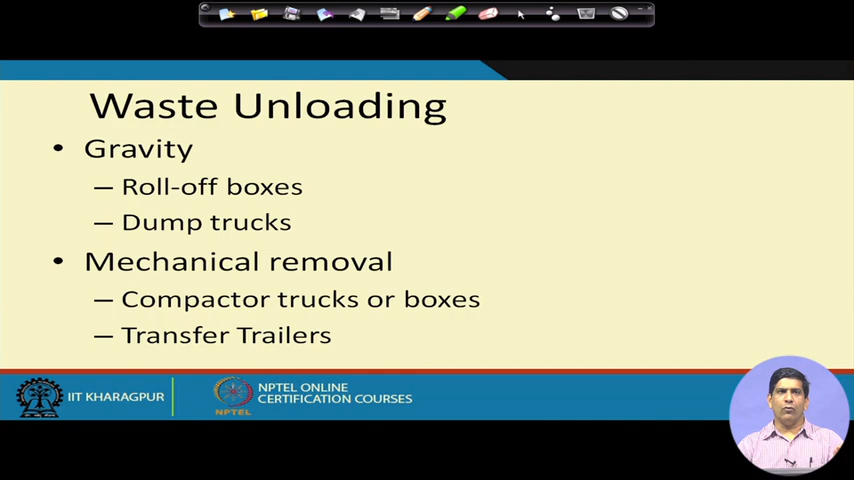 Waste Unloading
• Gravity
– Roll-off boxes
– Dump trucks
• Mechanical removal
– Compactor trucks or boxes
– Transfer Trailers
IIT KHARAGPUR
NPTEL
NPTEL ONLINE
CERTIFICATION COURSES